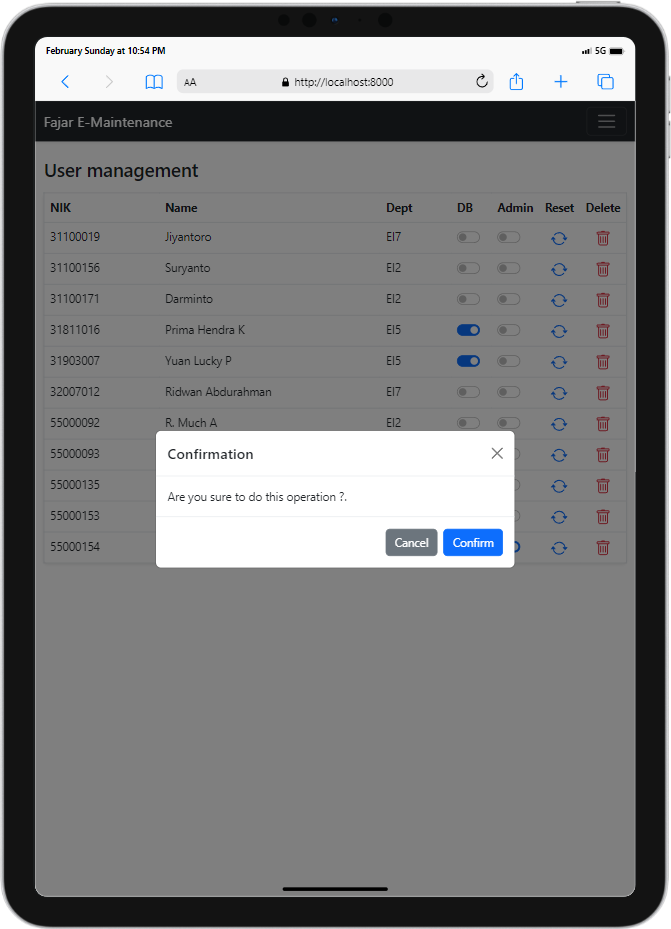 February Sunday at 10:54 PM 5G
AA http://localhost:8000
Fajar E-Maintenance
User management
NIK Name Dept DB Admin Reset Delete
31100019 Jiyantoro EI7
31100156 Suryanto EI2
31100171 Darminto EI2
31811016 Prima Hendra K EI5
31903007 Yuan Lucky P EI5
32007012 Ridwan Abdurahman EI7
55000092 R. Much A EI2
55000093
55000135
55000153
55000154
Confirmation
Are you sure to do this operation ?.
Cancel Confirm